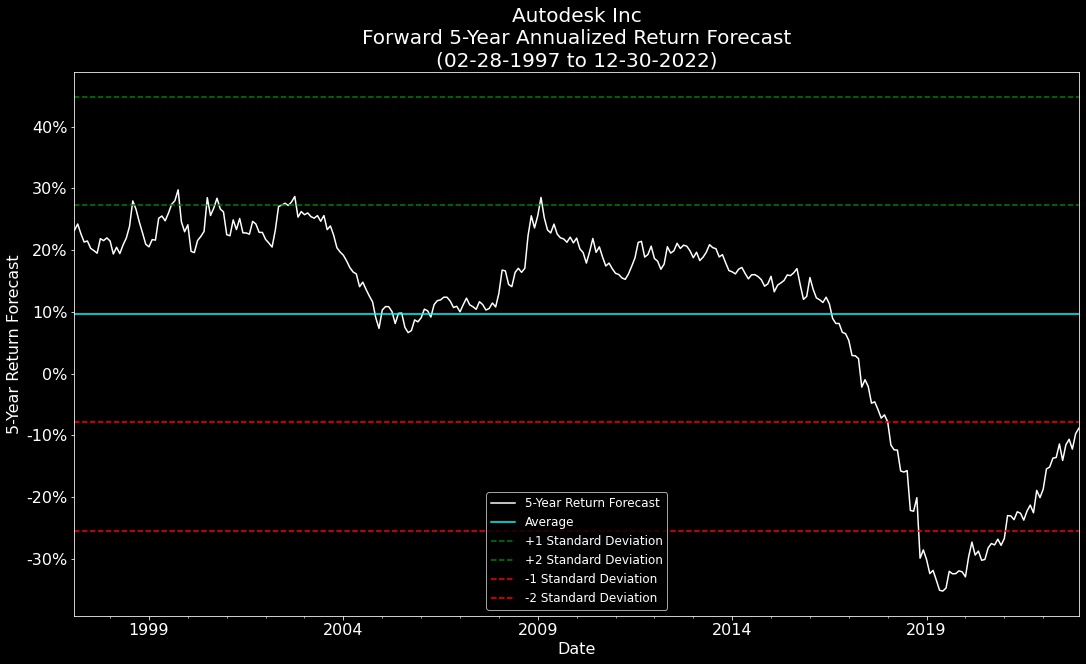 Autodesk Inc
Forward 5-Year Annualized Return Forecast
(02-28-1997 to 12-30-2022)
5-Year Return Forecast
40%
30%
20%
10%
0%
-10%
-20%
-30%
5-Year Return Forecast
Average
+1 Standard Deviation
+2 Standard Deviation
-1 Standard Deviation
-2 Standard Deviation
1999 2004 2009 2014 2019
Date